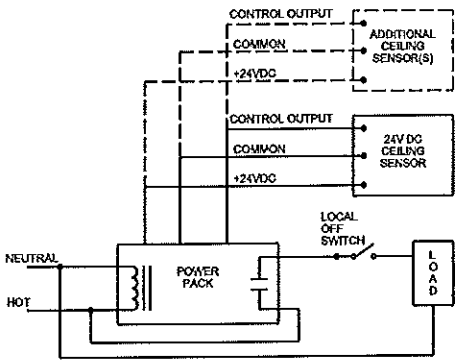 CONTROL OUTPUT
COMMON
+24VDC
ADDITIONAL
CEILING
SENSOR(S)
CONTROL OUTPUT
COMMON
+24VDC
24V DC
CEILING
SENSOR
LOCAL
OFF
SWITCH
NEUTRAL
HOT
POWER
PACK
LOAD